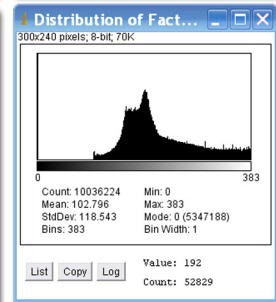 Distribution of Fact...
300x240 pixels; 8-bit; 70K
0 383
Count: 10036224 Min: 0
Mean: 102.796 Max: 383
StdDev: 118.543 Mode: 0 (5347188)
Bins: 383 Bin Width: 1
List Copy Log
Value: 192
Count: 52829